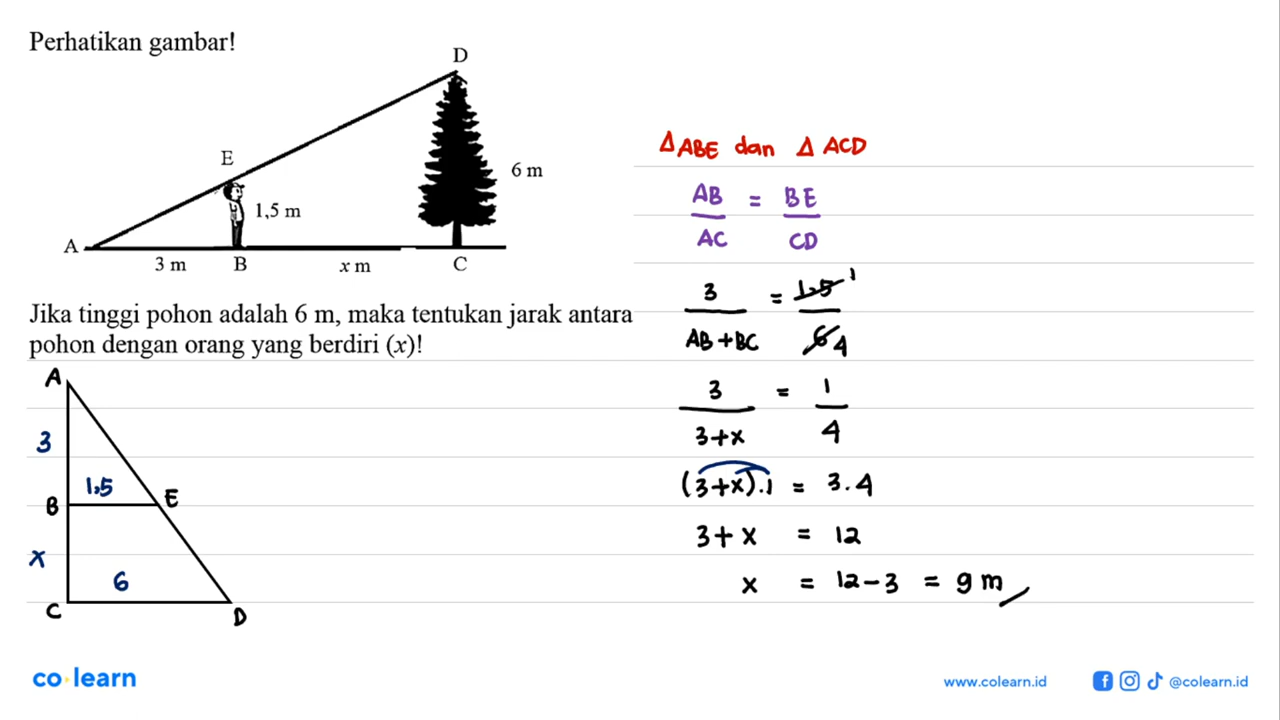 Perhatikan gambar!
D
E
6 m
1,5 m
A
3 m B x m C
Jika tinggi pohon adalah 6 m, maka tentukan jarak antara
pohon dengan orang yang berdiri (x)!
A
3
1,5
B E
x
6
C D
Δ ABE dan Δ ACD
AB = BE
AC CD
3 = 1.5 1
AB + BC 6 4
3 = 1
3+x 4
(3+x).1 = 3.4
3 + x = 12
x = 12 - 3 = 9 m
co·learn
www.colearn.id @colearn.id